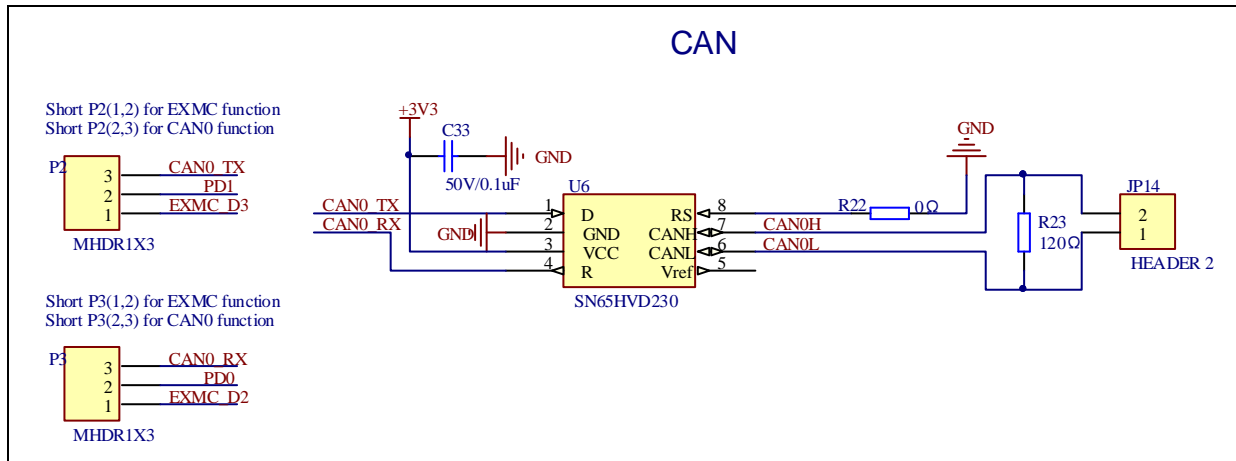 CAN
Short P2(1,2) for EXMC function
Short P2(2,3) for CAN0 function
P2
3 CAN0_TX
2 PD1
1 EXMC_D3
MHDR1X3
Short P3(1,2) for EXMC function
Short P3(2,3) for CAN0 function
P3
3 CAN0_RX
2 PD0
1 EXMC_D2
MHDR1X3
+3V3
C33
GND
50V/0.1uF
U6
CAN0_TX 1 D
GND 2 GND
3 VCC
CAN0_RX 4 R
RS 8 R22 0Ω
CANH 7 CAN0H
CANL 6 CAN0L
Vref 5
SN65HVD230
GND
R23
120Ω
JP14
2
1
HEADER 2